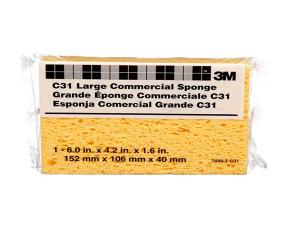 3M
C31 Large Commercial Sponge
Grande Éponge Commerciale C31
Esponja Comercial Grande C31
1 - 6.0 in. x 4.2 in. x 1.6 in.
152 mm x 106 mm x 40 mm